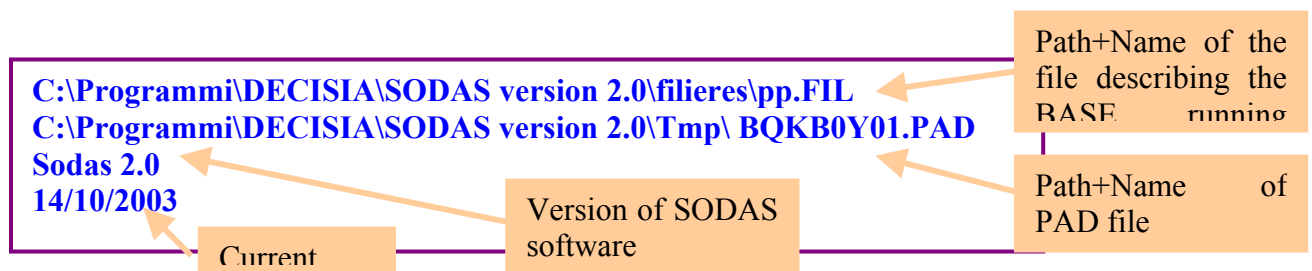 Path+Name of the
file describing the
BASE running
C:\Programmi\DECISIA\SODAS version 2.0\filieres\pp.FIL
C:\Programmi\DECISIA\SODAS version 2.0\Tmp\ BQKB0Y01.PAD
Sodas 2.0
14/10/2003
Path+Name of
PAD file
Version of SODAS
software
Current